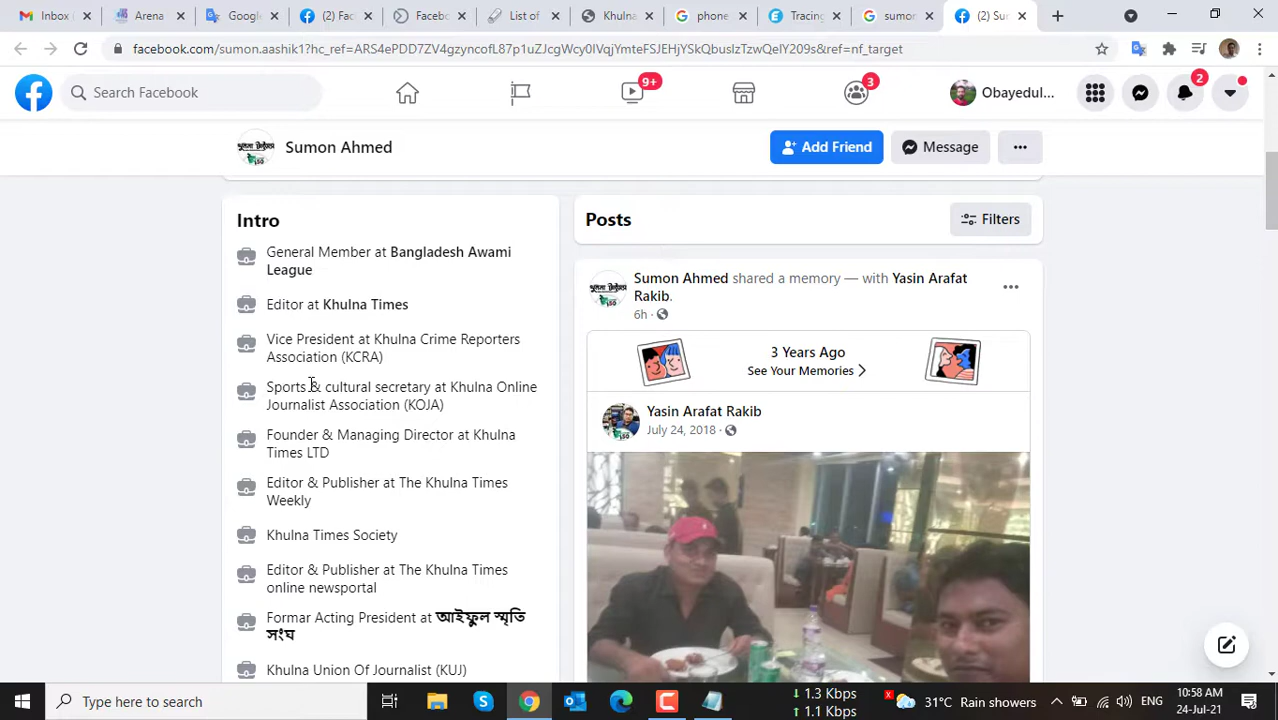 Inbox (
Arena
Google
(2) Fac
Facebo
List of
Khulna
phone
Tracing
sumor
(2) Sun
facebook.com/sumon.aashik1?hc_ref=ARS4ePDD7ZV4gzyncofL87p1uZJcgWcy0lVqjYmteFSJEHjYSkQbuslzTzwQelY209s&ref=nf_target
Search Facebook
9+
3
Obayedul...
2
Sumon Ahmed
Add Friend
Message
Intro
General Member at Bangladesh Awami
League
Editor at Khulna Times
Vice President at Khulna Crime Reporters
Association (KCRA)
Sports & cultural secretary at Khulna Online
Journalist Association (KOJA)
Founder & Managing Director at Khulna
Times LTD
Editor & Publisher at The Khulna Times
Weekly
Khulna Times Society
Editor & Publisher at The Khulna Times
online newsportal
Formar Acting President at আইফুল স্মৃতি
সংঘ
Khulna Union Of Journalist (KUJ)
Posts
Filters
Sumon Ahmed shared a memory — with Yasin Arafat
Rakib.
6h ·
3 Years Ago
See Your Memories
Yasin Arafat Rakib
July 24, 2018 ·
Type here to search
↓ 1.3 Kbps
↑ 1.1 Kbps
31°C Rain showers
10:58 AM
24-Jul-21